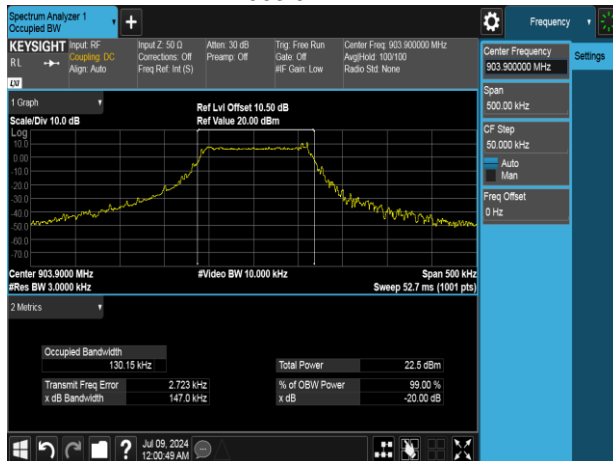 Spectrum Analyzer 1
Occupied BW
Frequency
KEYSIGHT
RL
LXI
Input: RF
Coupling: DC
Align: Auto
Input Z: 50 Ω
Corrections: Off
Freq Ref: Int (S)
Atten: 30 dB
Preamp: Off
Trig: Free Run
Gate: Off
#IF Gain: Low
Center Freq: 903.900000 MHz
Avg|Hold: 100/100
Radio Std: None
Center Frequency
903.900000 MHz
Settings
Span
500.00 kHz
CF Step
50.000 kHz
Auto
Man
Freq Offset
0 Hz
1 Graph
Scale/Div 10.0 dB
Ref Lvl Offset 10.50 dB
Ref Value 20.00 dBm
Log
10.0
0.00
-10.0
-20.0
-30.0
-40.0
-50.0
-60.0
-70.0
Center 903.9000 MHz
#Video BW 10.000 kHz
Span 500 kHz
#Res BW 3.0000 kHz
Sweep 52.7 ms (1001 pts)
2 Metrics
Occupied Bandwidth
130.15 kHz
Total Power 22.5 dBm
Transmit Freq Error 2.723 kHz
% of OBW Power 99.00 %
x dB Bandwidth 147.0 kHz
x dB -20.00 dB
?
Jul 09, 2024
12:00:49 AM